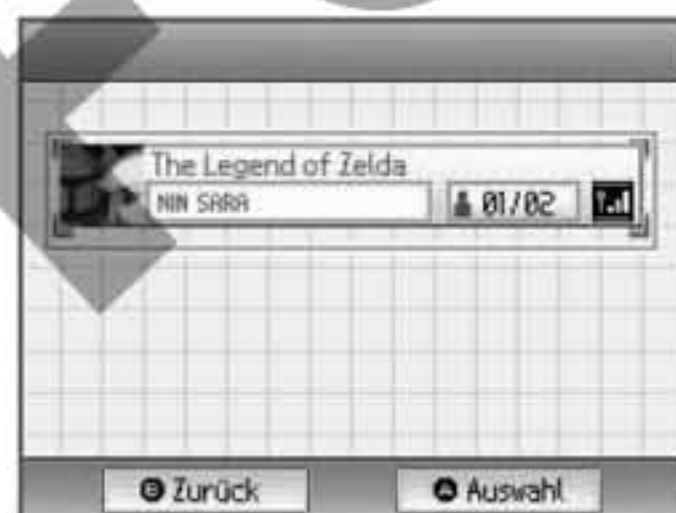 The Legend of Zelda
NIN SARA
01/02
B Zurück
A Auswahl